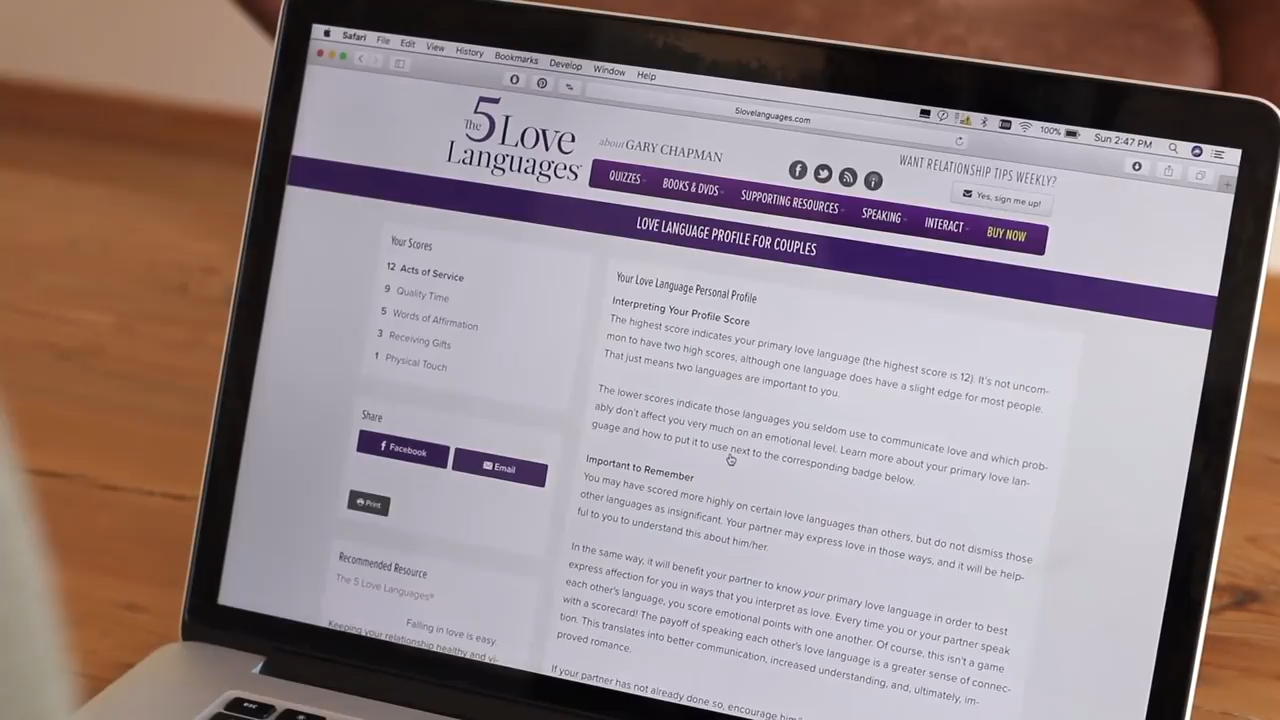 Safari File Edit View History Bookmarks Develop Window Help
100% Sun 2:47 PM
5lovelanguages.com
The 5 Love Languages®
about GARY CHAPMAN
WANT RELATIONSHIP TIPS WEEKLY?
Yes, sign me up!
QUIZZES BOOKS & DVDS SUPPORTING RESOURCES SPEAKING INTERACT BUY NOW
LOVE LANGUAGE PROFILE FOR COUPLES
Your Scores
12 Acts of Service
9 Quality Time
5 Words of Affirmation
3 Receiving Gifts
1 Physical Touch
Share
Facebook
Email
Print
Recommended Resource
The 5 Love Languages®
Falling in love is easy.
Keeping your relationship healthy and vi-
Your Love Language Personal Profile
Interpreting Your Profile Score
The highest score indicates your primary love language (the highest score is 12). It's not uncom-
mon to have two high scores, although one language does have a slight edge for most people.
That just means two languages are important to you.
The lower scores indicate those languages you seldom use to communicate love and which prob-
ably don't affect you very much on an emotional level. Learn more about your primary love lan-
guage and how to put it to use next to the corresponding badge below.
Important to Remember
You may have scored more highly on certain love languages than others, but do not dismiss those
other languages as insignificant. Your partner may express love in those ways, and it will be help-
ful to you to understand this about him/her.
In the same way, it will benefit your partner to know your primary love language in order to best
express affection for you in ways that you interpret as love. Every time you or your partner speak
each other's language, you score emotional points with one another. Of course, this isn't a game
with a scorecard! The payoff of speaking each other's love language is a greater sense of connec-
tion. This translates into better communication, increased understanding, and, ultimately, im-
proved romance.
If your partner has not already done so, encourage him
esc